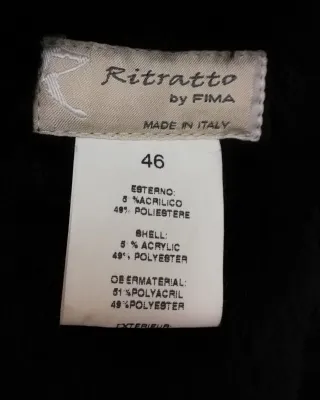 R
Ritratto
by FIMA
MADE IN ITALY
46
ESTERNO:
5 % ACRILICO
49% POLIESTERE
SHELL:
5 % ACRYLIC
49% POLYESTER
OBERMATERIAL:
51%POLYACRIL
49%POLYESTER
EXTERIEUR